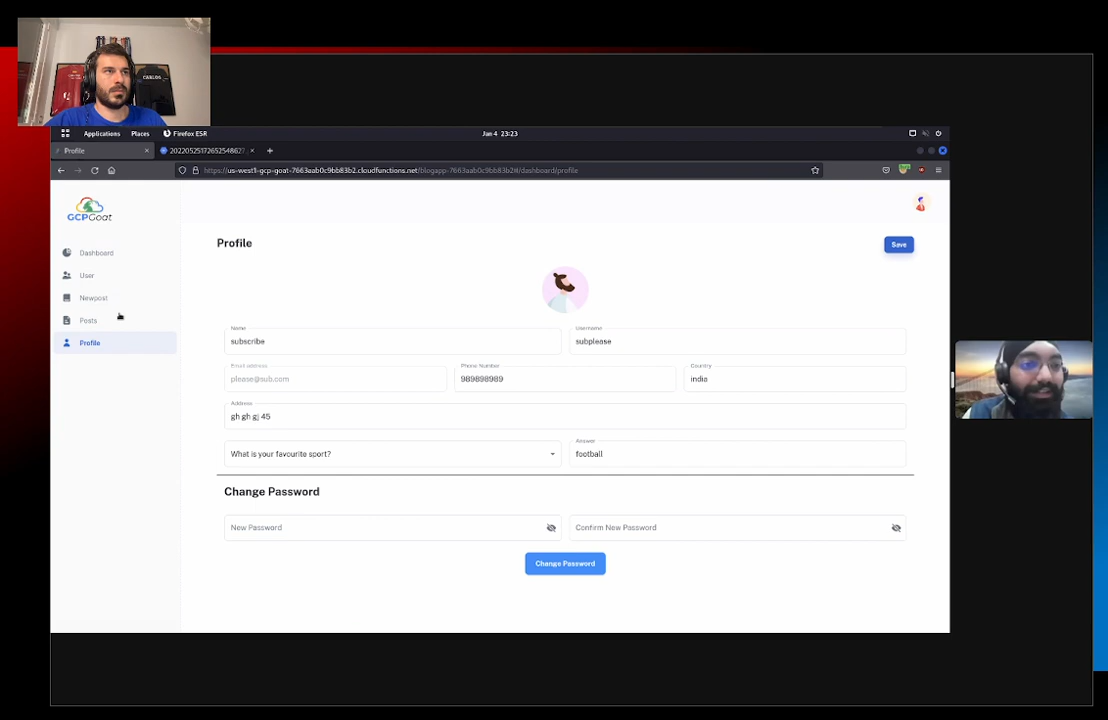 CARLOS
Applications Places Firefox ESR Jan 4 23:23
Profile
https://us-west1-gcp-goat-7663aab0c9bb83b2.cloudfunctions.net/blogapp-7663aab0c9bb83b2#/dashboard/profile
GCPGoat
Dashboard
User
Newpost
Posts
Profile
Profile
Save
Name
subscribe
Username
subplease
Email address
please@sub.com
Phone Number
989898989
Country
india
Address
gh gh gj 45
What is your favourite sport?
Answer
football
Change Password
New Password
Confirm New Password
Change Password